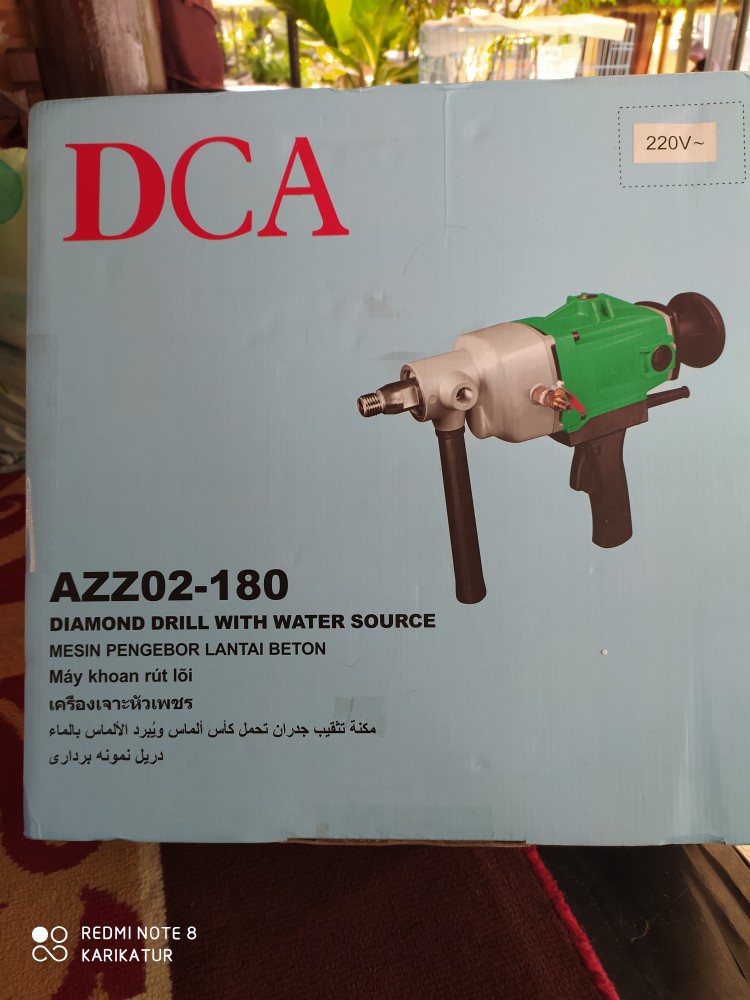 DCA
220V~
AZZ02-180
DIAMOND DRILL WITH WATER SOURCE
MESIN PENGEBOR LANTAI BETON
Máy khoan rút lõi
เครื่องเจาะหัวเพชร
مكنة تثقيب جدران تحمل كأس ألماس ويُبرد الألماس بالماء
دریل نمونه برداری
REDMI NOTE 8
KARIKATUR